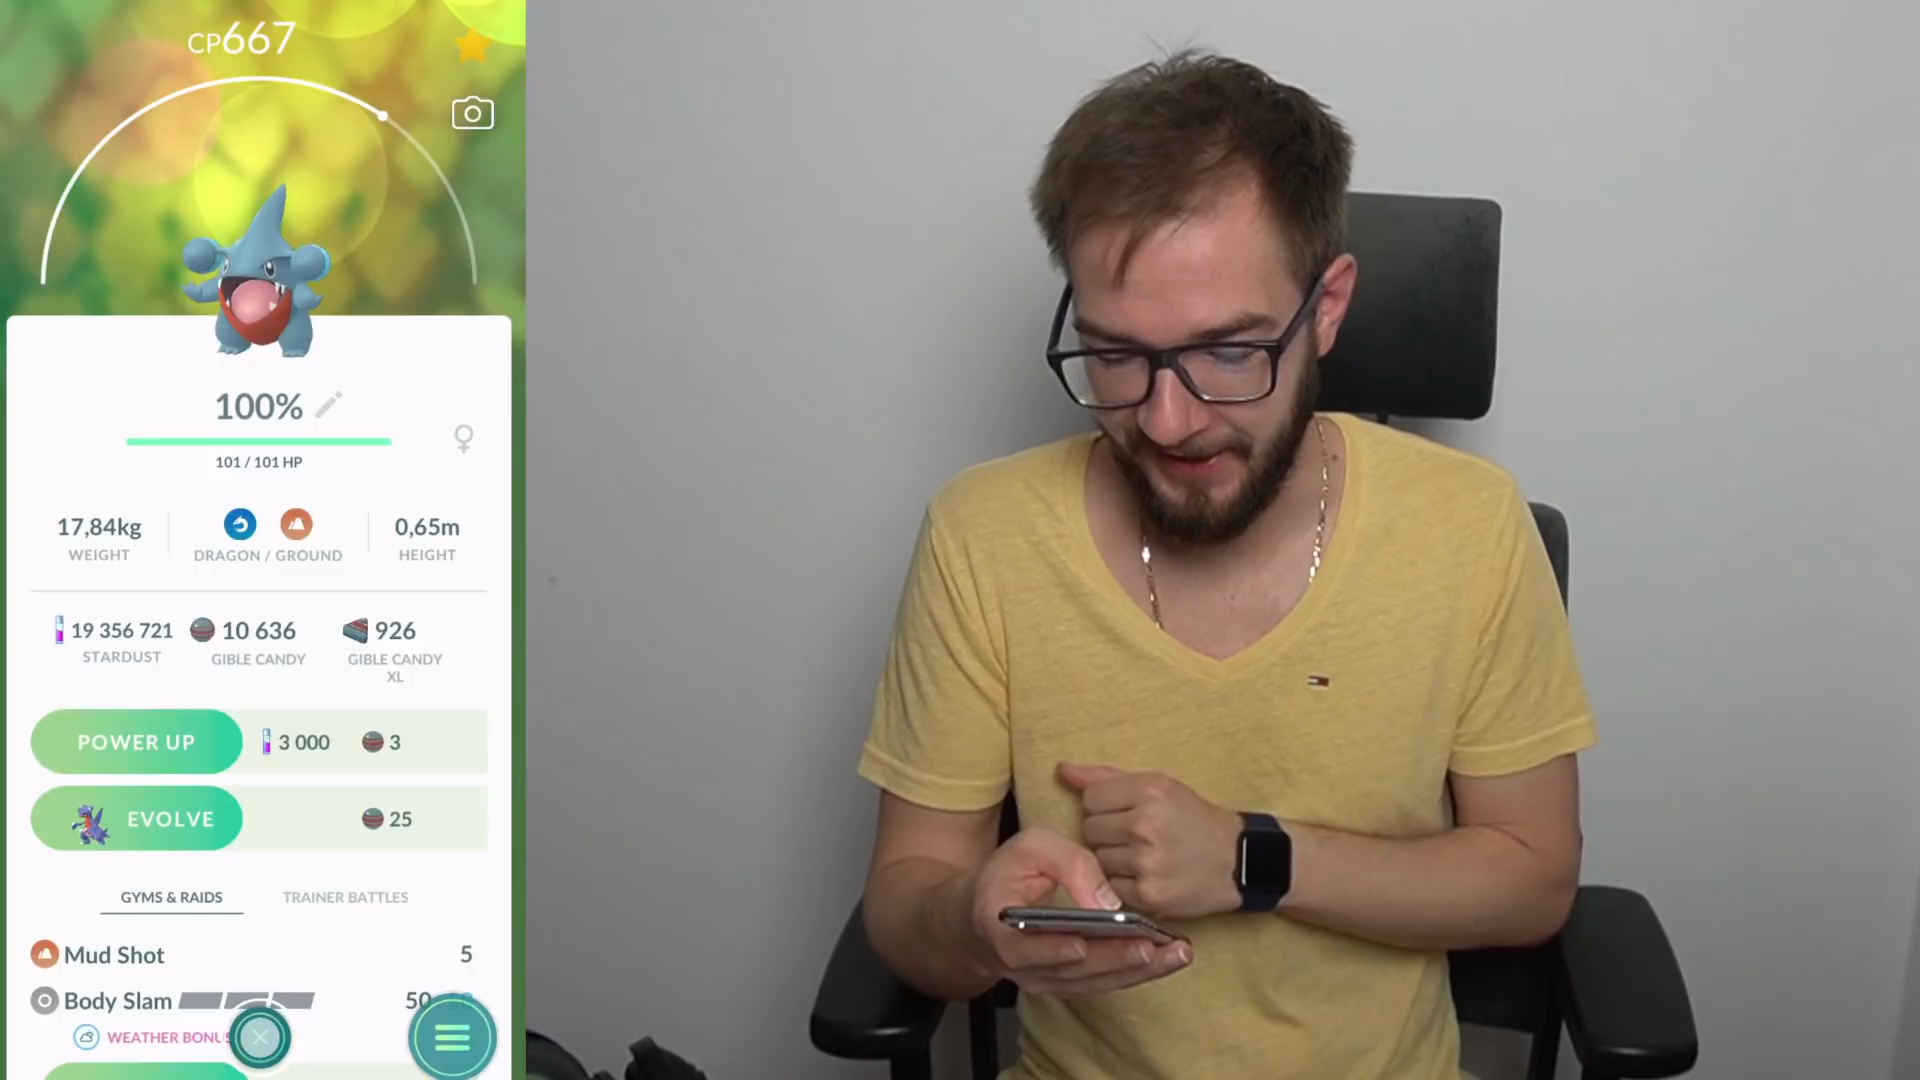 CP667
100%
101 / 101 HP
17,84kg
WEIGHT
DRAGON / GROUND
0,65m
HEIGHT
19 356 721
STARDUST
10 636
GIBLE CANDY
926
GIBLE CANDY
XL
POWER UP 3 000 3
EVOLVE 25
GYMS & RAIDS TRAINER BATTLES
Mud Shot 5
Body Slam 50
WEATHER